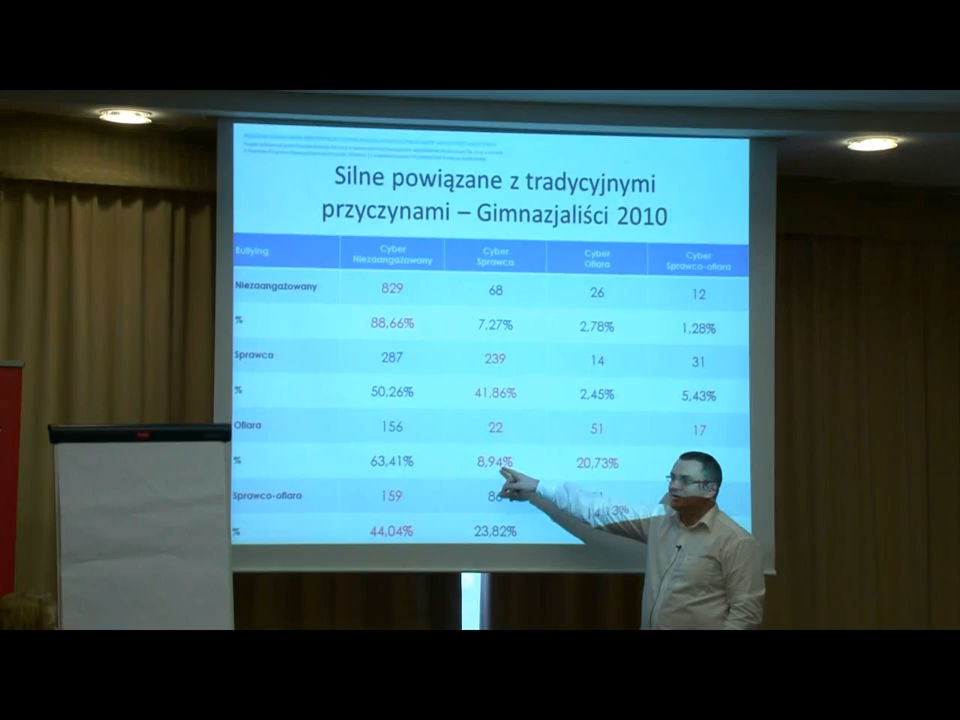 Silne powiązane z tradycyjnymi
przyczynami – Gimnazjaliści 2010
Bullying Cyber Niezaangażowany Cyber Sprawca Cyber Ofiara Cyber Sprawco-ofiara
Niezaangażowany 829 68 26 12
% 88,66% 7,27% 2,78% 1,28%
Sprawca 287 239 14 31
% 50,26% 41,86% 2,45% 5,43%
Ofiara 156 22 51 17
% 63,41% 8,94% 20,73%
Sprawco-ofiara 159 86
% 44,04% 23,82%